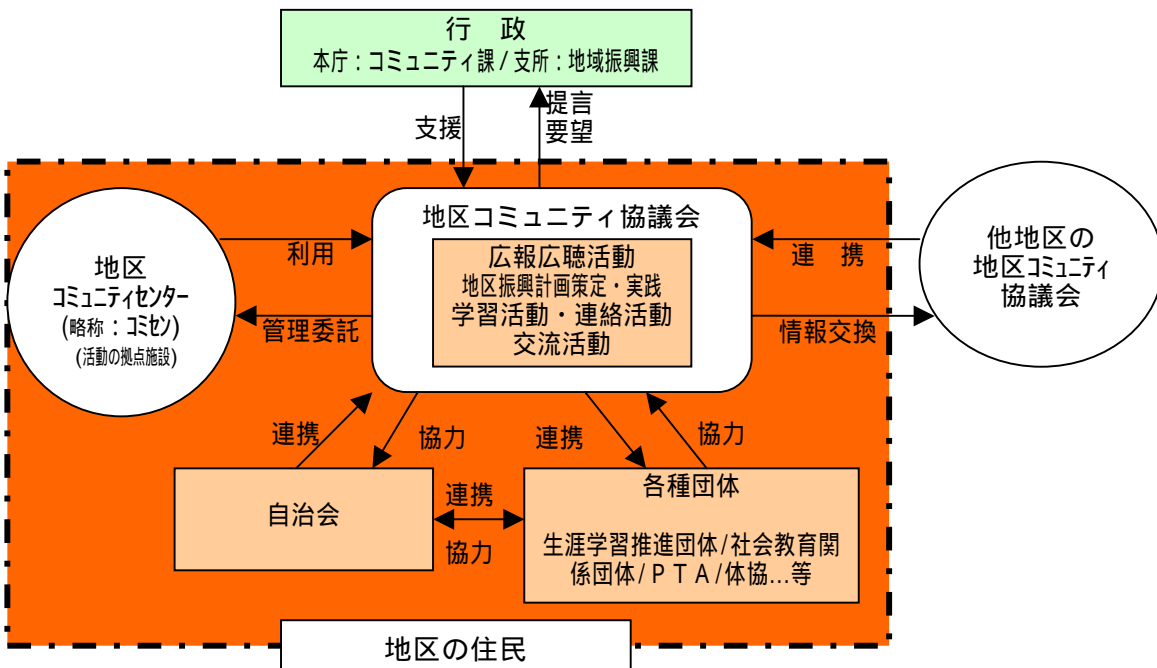 行　政
本庁：コミュニティ課 / 支所：地域振興課
支援
提言
要望
地区コミュニティ協議会
広報広聴活動
地区振興計画策定・実践
学習活動・連絡活動
交流活動
地区
コミュニティセンター
(略称：コミセン)
(活動の拠点施設)
利用
管理委託
連　携
情報交換
他地区の
地区コミュニティ
協議会
連携
協力
連携
協力
自治会
連携
協力
各種団体
生涯学習推進団体/社会教育関
係団体/ＰＴＡ/体協…等
地区の住民